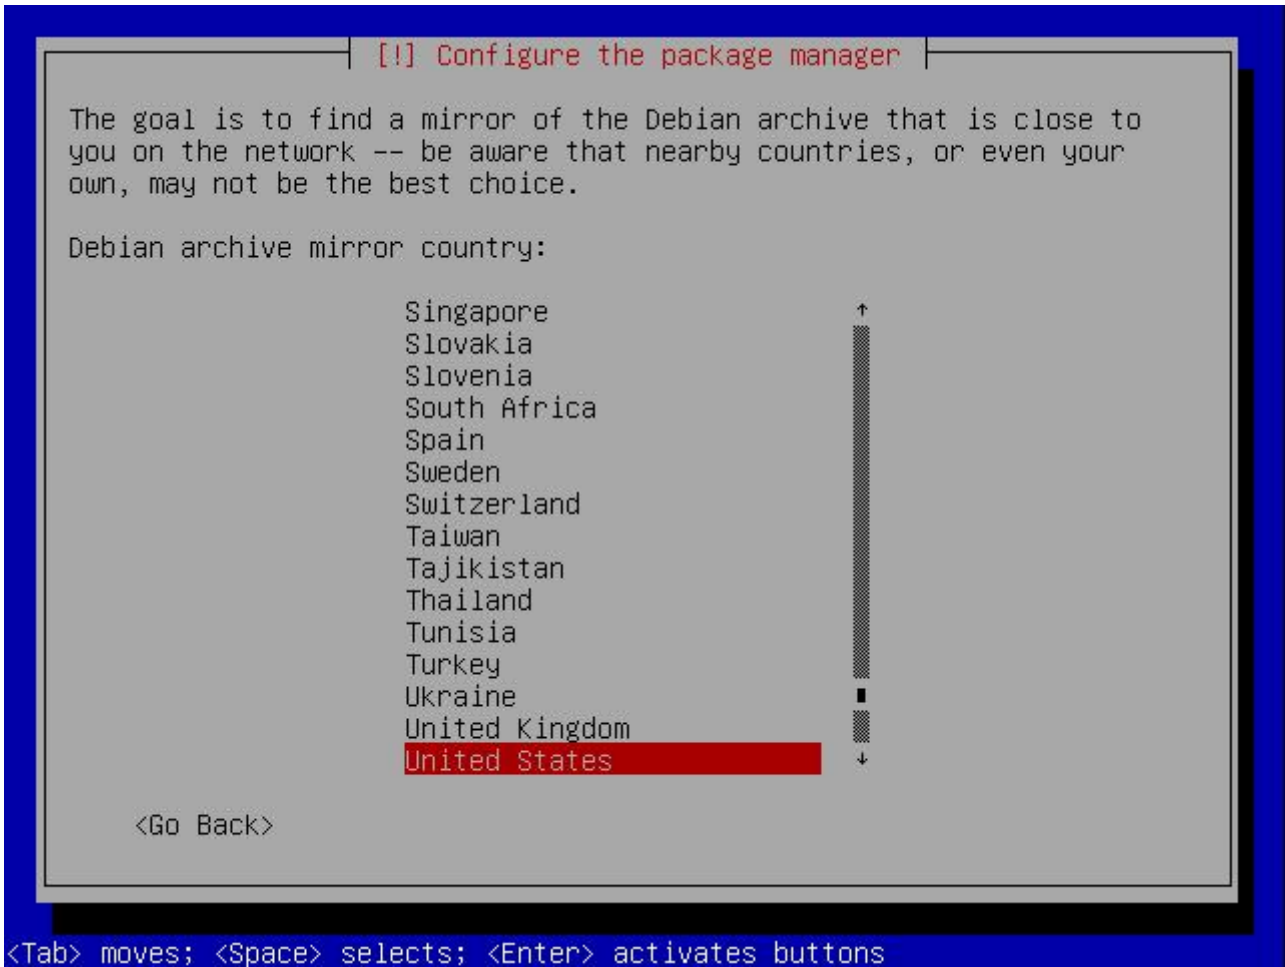 [!] Configure the package manager
The goal is to find a mirror of the Debian archive that is close to
you on the network -- be aware that nearby countries, or even your
own, may not be the best choice.
Debian archive mirror country:
Singapore
Slovakia
Slovenia
South Africa
Spain
Sweden
Switzerland
Taiwan
Tajikistan
Thailand
Tunisia
Turkey
Ukraine
United Kingdom
United States
<Go Back>
<Tab> moves; <Space> selects; <Enter> activates buttons